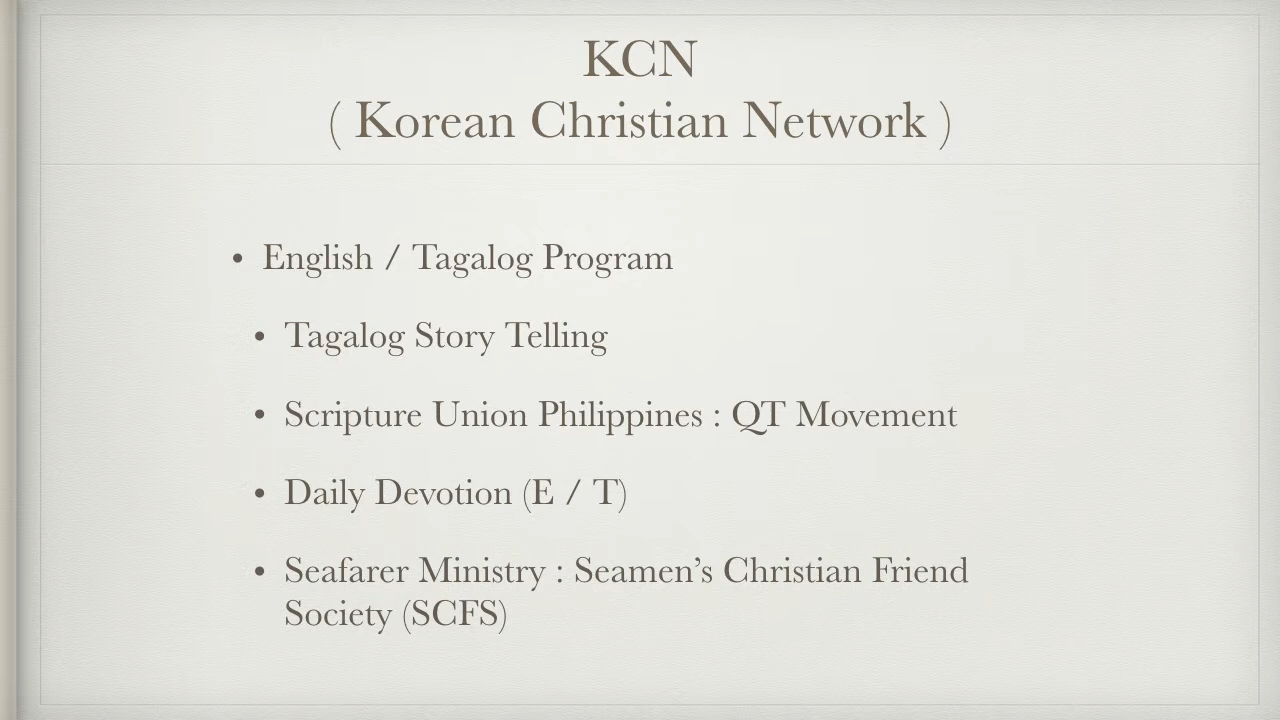 KCN
( Korean Christian Network )
• English / Tagalog Program
• Tagalog Story Telling
• Scripture Union Philippines : QT Movement
• Daily Devotion (E / T)
• Seafarer Ministry : Seamen’s Christian Friend
Society (SCFS)